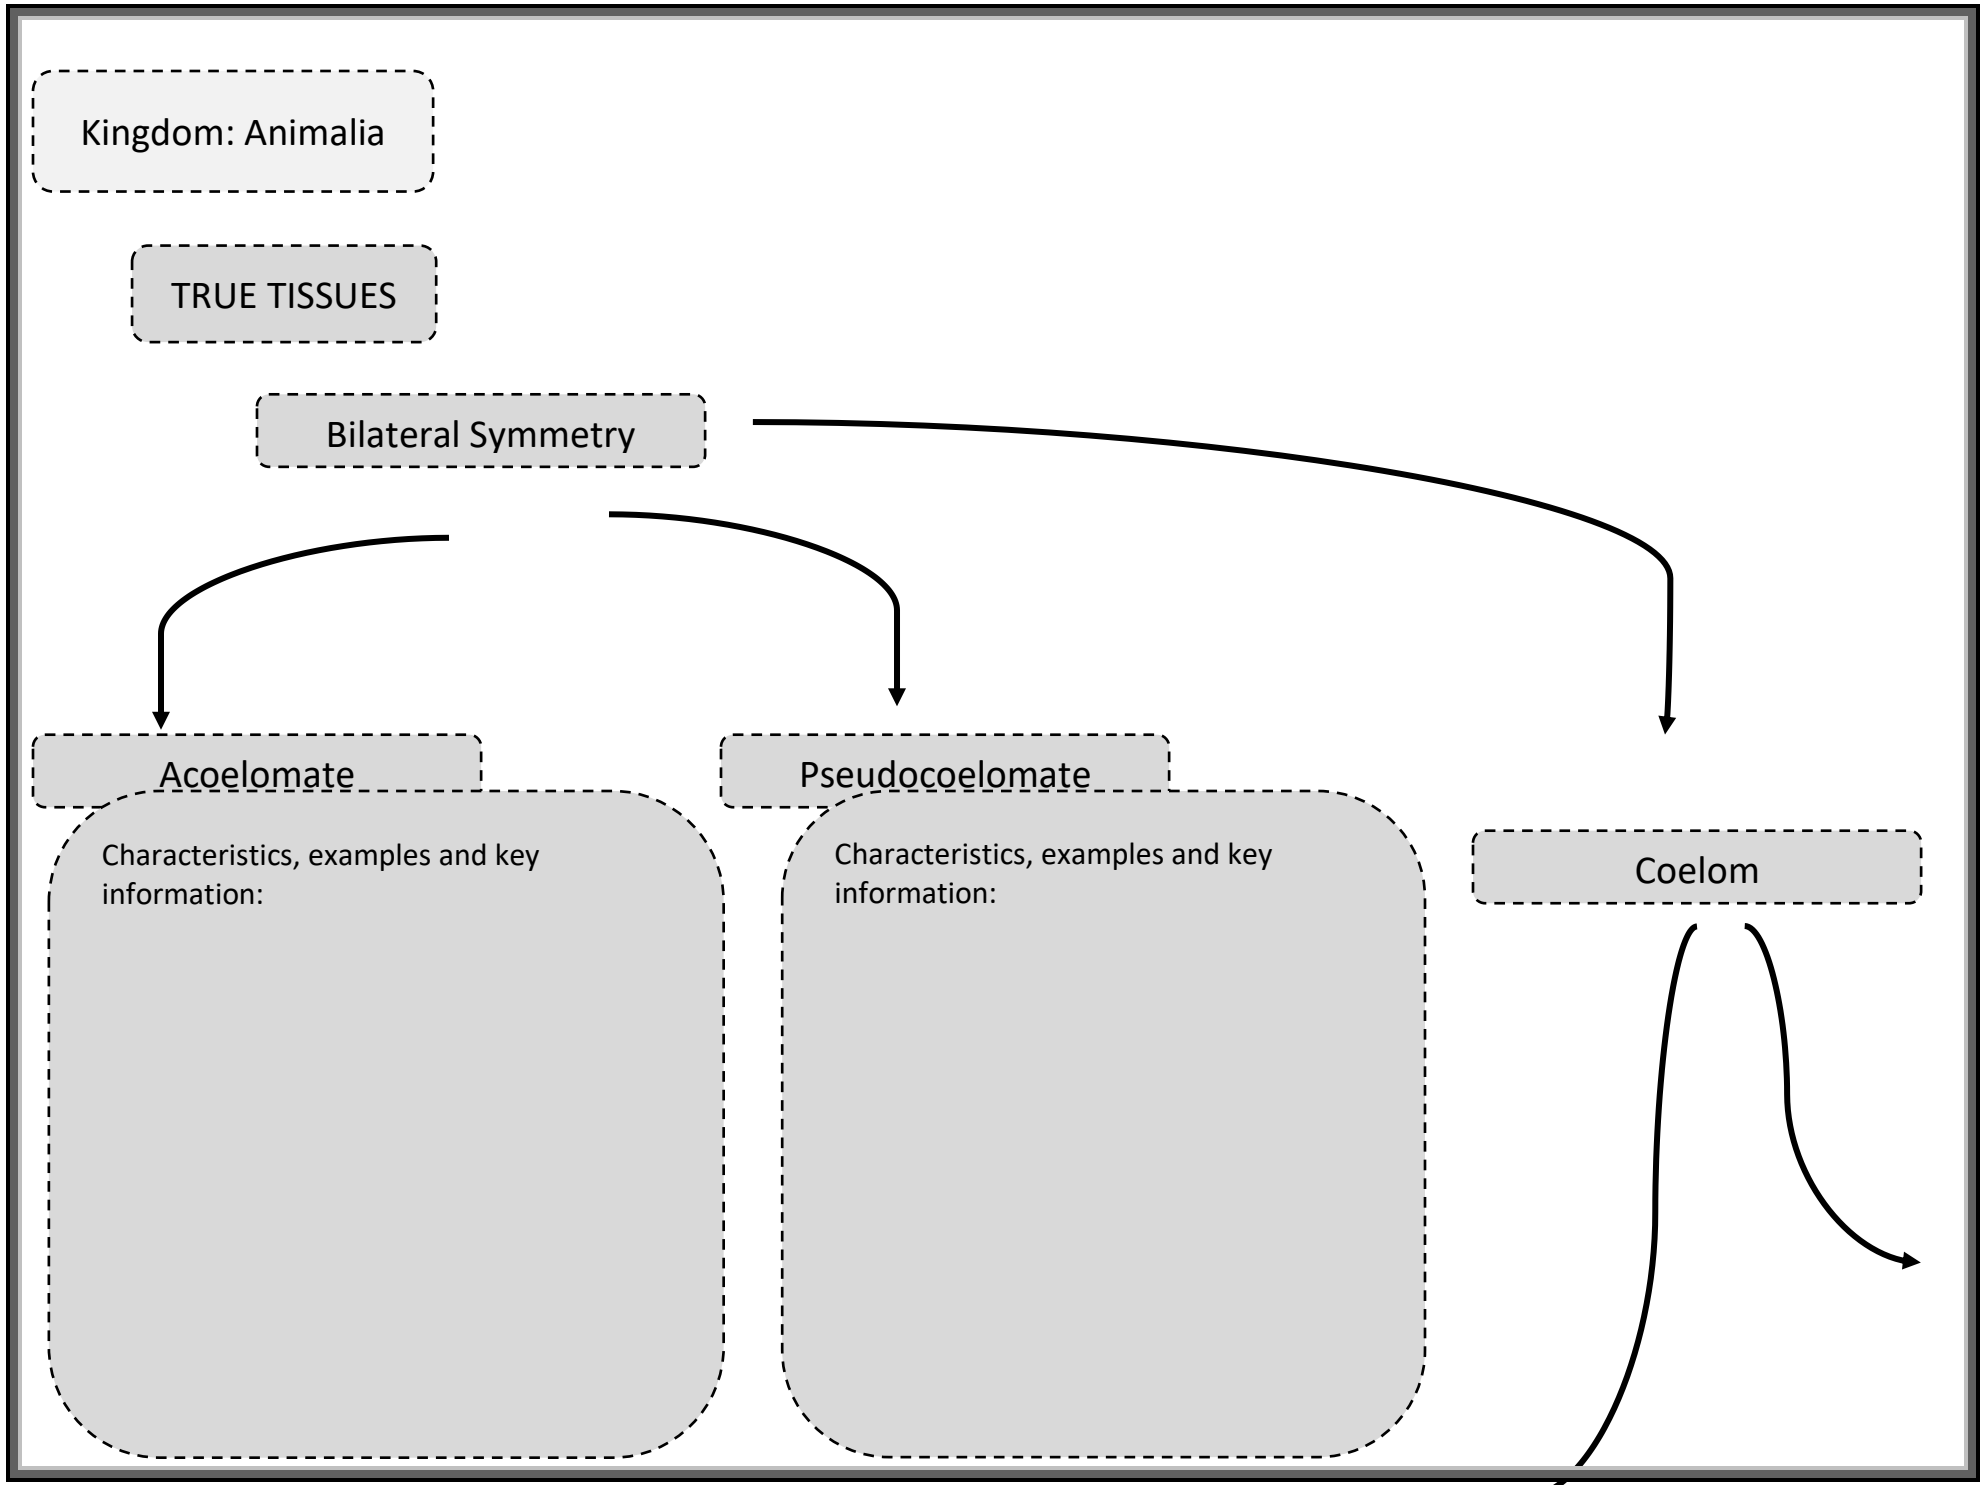 Kingdom: Animalia
TRUE TISSUES
Bilateral Symmetry
Acoelomate
Characteristics, examples and key
information:
Pseudocoelomate
Characteristics, examples and key
information:
Coelom